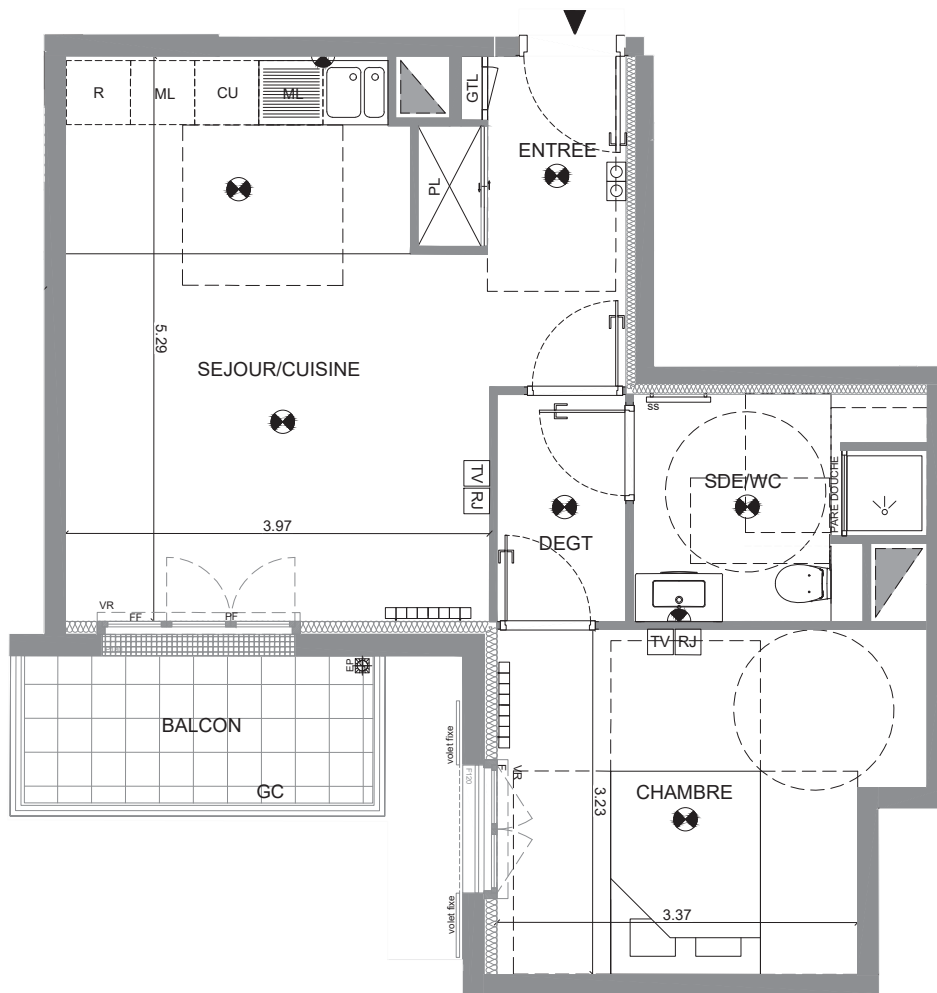 R
ML
CU
ML
GTL
ENTREE
PL
5.29
SEJOUR/CUISINE
SS
PARE DOUCHE
SDE/WC
TV
RJ
3.97
DEGT
VR
FF
PF
TV RJ
EP
BALCON
volet fixe
F120
F
VR
GC
3.23
CHAMBRE
3.37
volet fixe